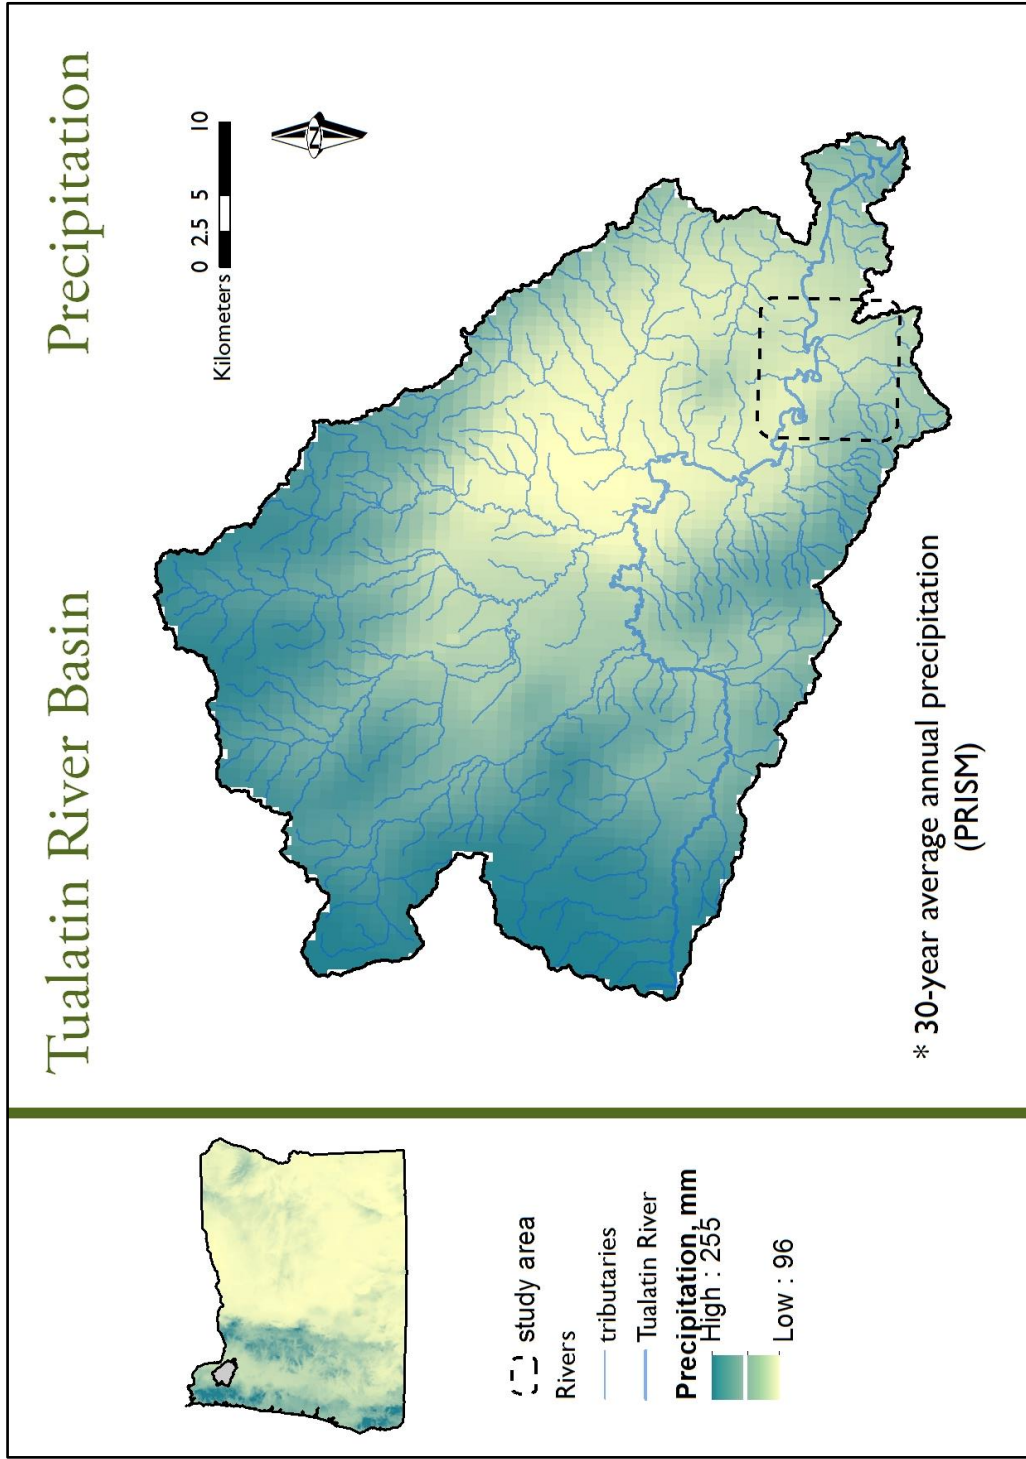 Tualatin River Basin
Precipitation
Kilometers
0 2.5 5 10
N
study area
Rivers
tributaries
Tualatin River
Precipitation, mm
High : 255
Low : 96
* 30-year average annual precipitation
(PRISM)